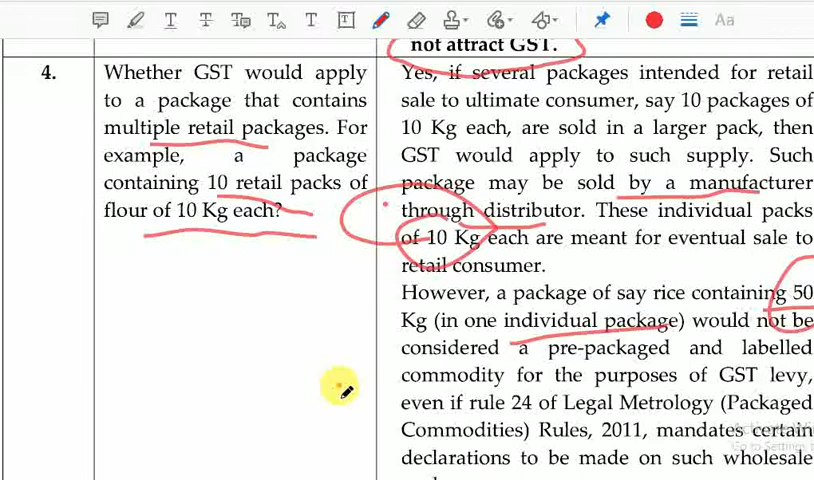 not attract GST.
4.
Whether GST would apply
to a package that contains
multiple retail packages. For
example, a package
containing 10 retail packs of
flour of 10 Kg each?
Yes, if several packages intended for retail
sale to ultimate consumer, say 10 packages of
10 Kg each, are sold in a larger pack, then
GST would apply to such supply. Such
package may be sold by a manufacturer
through distributor. These individual packs
of 10 Kg each are meant for eventual sale to
retail consumer.
However, a package of say rice containing 50
Kg (in one individual package) would not be
considered a pre-packaged and labelled
commodity for the purposes of GST levy,
even if rule 24 of Legal Metrology (Packaged
Commodities) Rules, 2011, mandates certain
declarations to be made on such wholesale
Aa